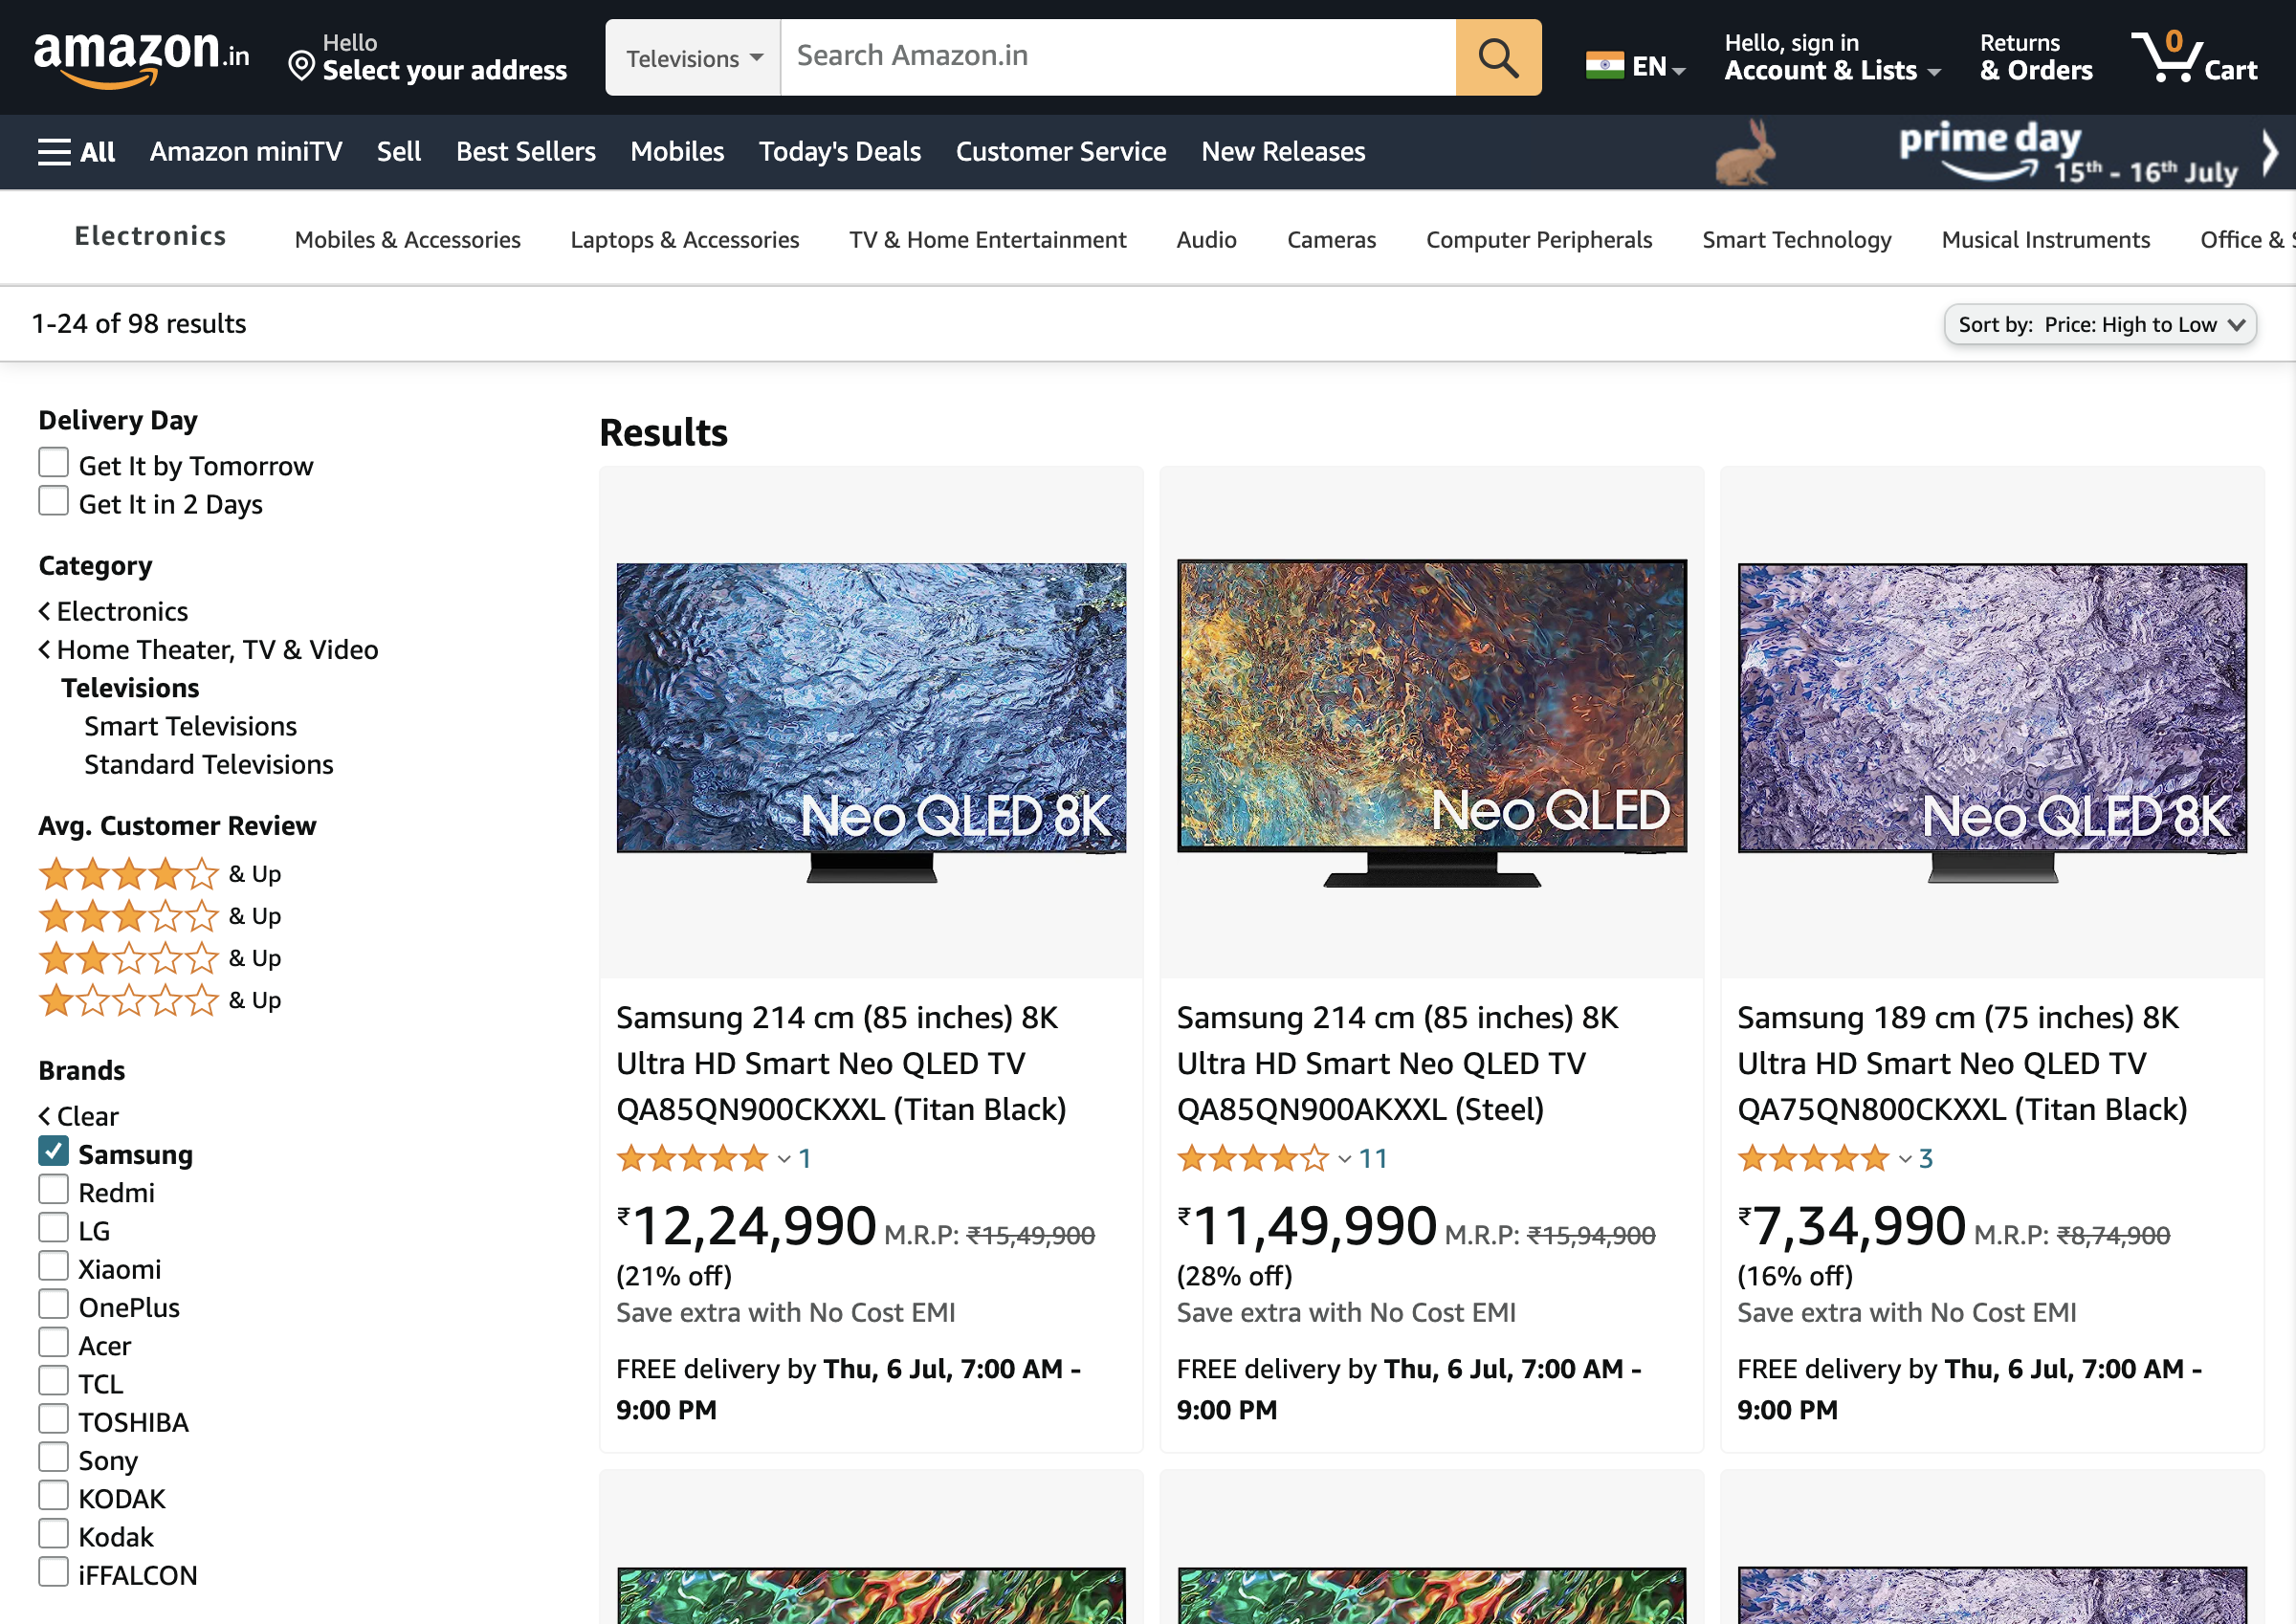 amazon.in
Hello
Select your address
Televisions
Search Amazon.in
EN
Hello, sign in
Account & Lists
Returns
& Orders
0
Cart
All
Amazon miniTV
Sell
Best Sellers
Mobiles
Today's Deals
Customer Service
New Releases
prime day
15th - 16th July
Electronics
Mobiles & Accessories
Laptops & Accessories
TV & Home Entertainment
Audio
Cameras
Computer Peripherals
Smart Technology
Musical Instruments
Office &
1-24 of 98 results
Sort by: Price: High to Low
Delivery Day
Get It by Tomorrow
Get It in 2 Days
Category
Electronics
Home Theater, TV & Video
Televisions
Smart Televisions
Standard Televisions
Avg. Customer Review
& Up
& Up
& Up
& Up
Brands
Clear
Samsung
Redmi
LG
Xiaomi
OnePlus
Acer
TCL
TOSHIBA
Sony
KODAK
Kodak
iFFALCON
Results
Neo QLED 8K
Samsung 214 cm (85 inches) 8K
Ultra HD Smart Neo QLED TV
QA85QN900CKXXL (Titan Black)
1
₹12,24,990 M.R.P: ₹15,49,900
(21% off)
Save extra with No Cost EMI
FREE delivery by Thu, 6 Jul, 7:00 AM -
9:00 PM
Neo QLED
Samsung 214 cm (85 inches) 8K
Ultra HD Smart Neo QLED TV
QA85QN900AKXXL (Steel)
11
₹11,49,990 M.R.P: ₹15,94,900
(28% off)
Save extra with No Cost EMI
FREE delivery by Thu, 6 Jul, 7:00 AM -
9:00 PM
Neo QLED 8K
Samsung 189 cm (75 inches) 8K
Ultra HD Smart Neo QLED TV
QA75QN800CKXXL (Titan Black)
3
₹7,34,990 M.R.P: ₹8,74,900
(16% off)
Save extra with No Cost EMI
FREE delivery by Thu, 6 Jul, 7:00 AM -
9:00 PM